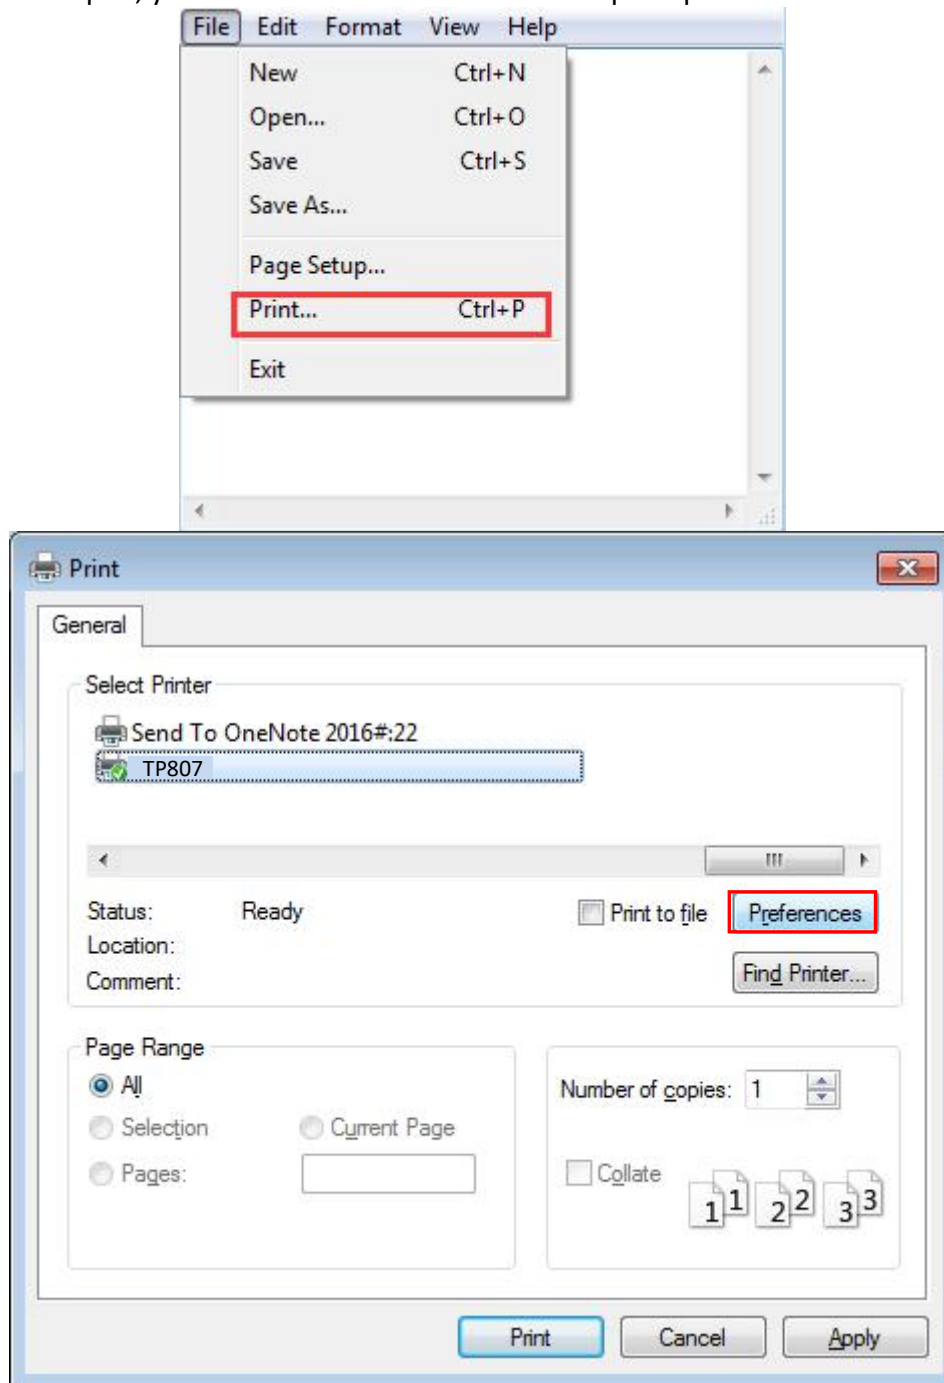 File Edit Format View Help
New Ctrl+N
Open... Ctrl+O
Save Ctrl+S
Save As...
Page Setup...
Print... Ctrl+P
Exit
Print
General
Select Printer
Send To OneNote 2016#:22
TP807
Status: Ready Print to file Preferences
Location:
Comment: Find Printer...
Page Range
All Number of copies: 1
Selection Current Page
Pages: Collate
1 1 2 2 3 3
Print Cancel Apply